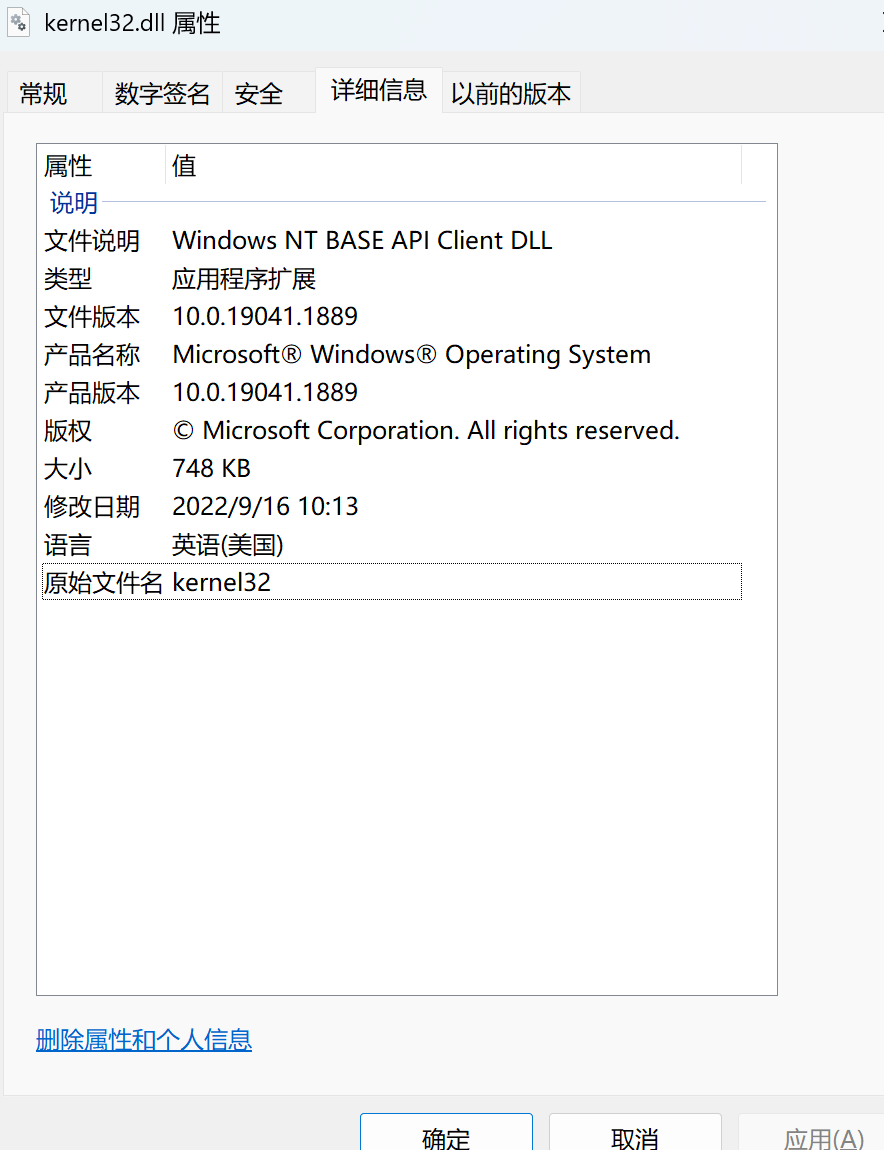 kernel32.dll 属性
常规 数字签名 安全 详细信息 以前的版本
属性 值
说明
文件说明 Windows NT BASE API Client DLL
类型 应用程序扩展
文件版本 10.0.19041.1889
产品名称 Microsoft® Windows® Operating System
产品版本 10.0.19041.1889
版权 © Microsoft Corporation. All rights reserved.
大小 748 KB
修改日期 2022/9/16 10:13
语言 英语(美国)
原始文件名 kernel32
删除属性和个人信息
确定 取消 应用(A)